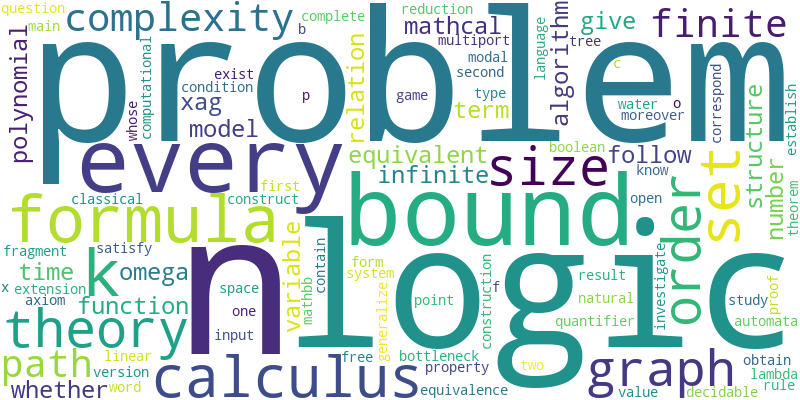 question
main
complexity
complete
reduction
b
mathcal
multiport
modal
second
language
tree
algorithm
give
finite
polynomial
problem
whose
computational
condition
exist
xag
model
p
game
relation
term
type
c
water
o
moreover
correspond
establish
every
equivalent
infinite
size
boolean
follow
know
set
structure
number
theorem
classical
first
construct
formula
bound
open
order
fragment
satisfy
k
omega
time
x
extension
axiom
function
n
variable
contain
mathbb
form
system
logic
space
one
input
point
f
construction
result
natural
quantifier
investigate
study
proof
automata
theory
path
linear
version
word
whether
calculus
free
generalize
bottleneck
property
equivalence
two
graph
value
decidable
obtain
lambda
rule